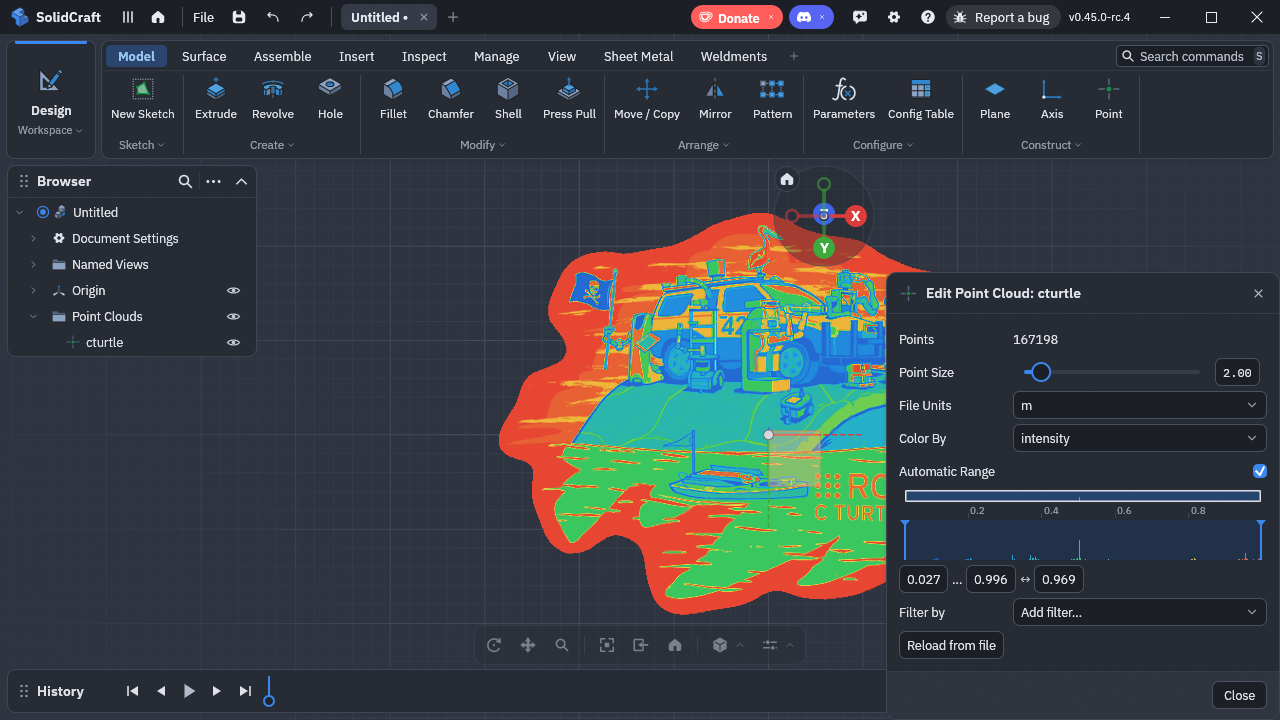 SolidCraft
File
Untitled •
Donate
Report a bug
v0.45.0-rc.4
Design
Workspace
Model
Surface
Assemble
Insert
Inspect
Manage
View
Sheet Metal
Weldments
Search commands
S
New Sketch
Extrude
Revolve
Hole
Fillet
Chamfer
Shell
Press Pull
Move / Copy
Mirror
Pattern
Parameters
Config Table
Plane
Axis
Point
Sketch
Create
Modify
Arrange
Configure
Construct
Browser
Untitled
Document Settings
Named Views
Origin
Point Clouds
cturtle
X
Y
42
RO
C TURT
Edit Point Cloud: cturtle
Points 167198
Point Size 2.00
File Units m
Color By intensity
Automatic Range
0.2 0.4 0.6 0.8
0.027 ... 0.996 ↔ 0.969
Filter by Add filter...
Reload from file
Close
History